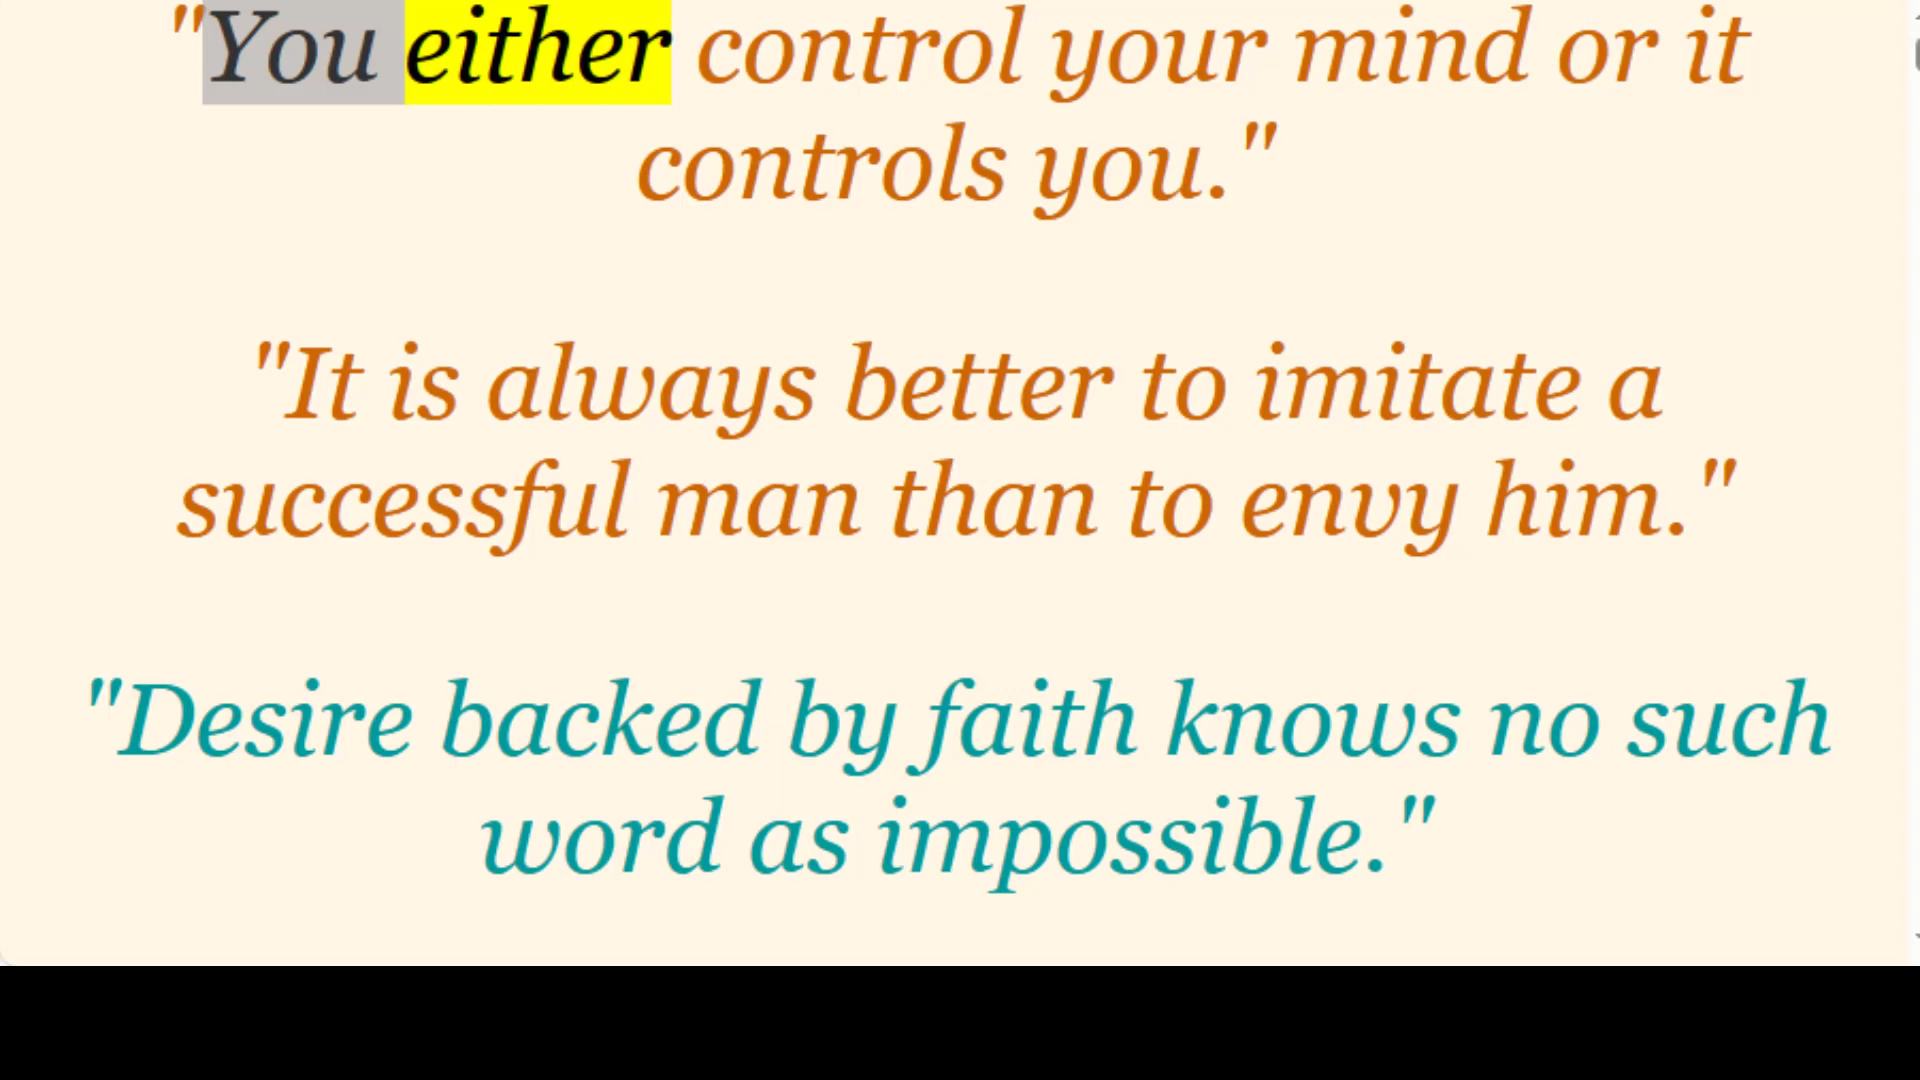 "You either control your mind or it
controls you."
"It is always better to imitate a
successful man than to envy him."
"Desire backed by faith knows no such
word as impossible."